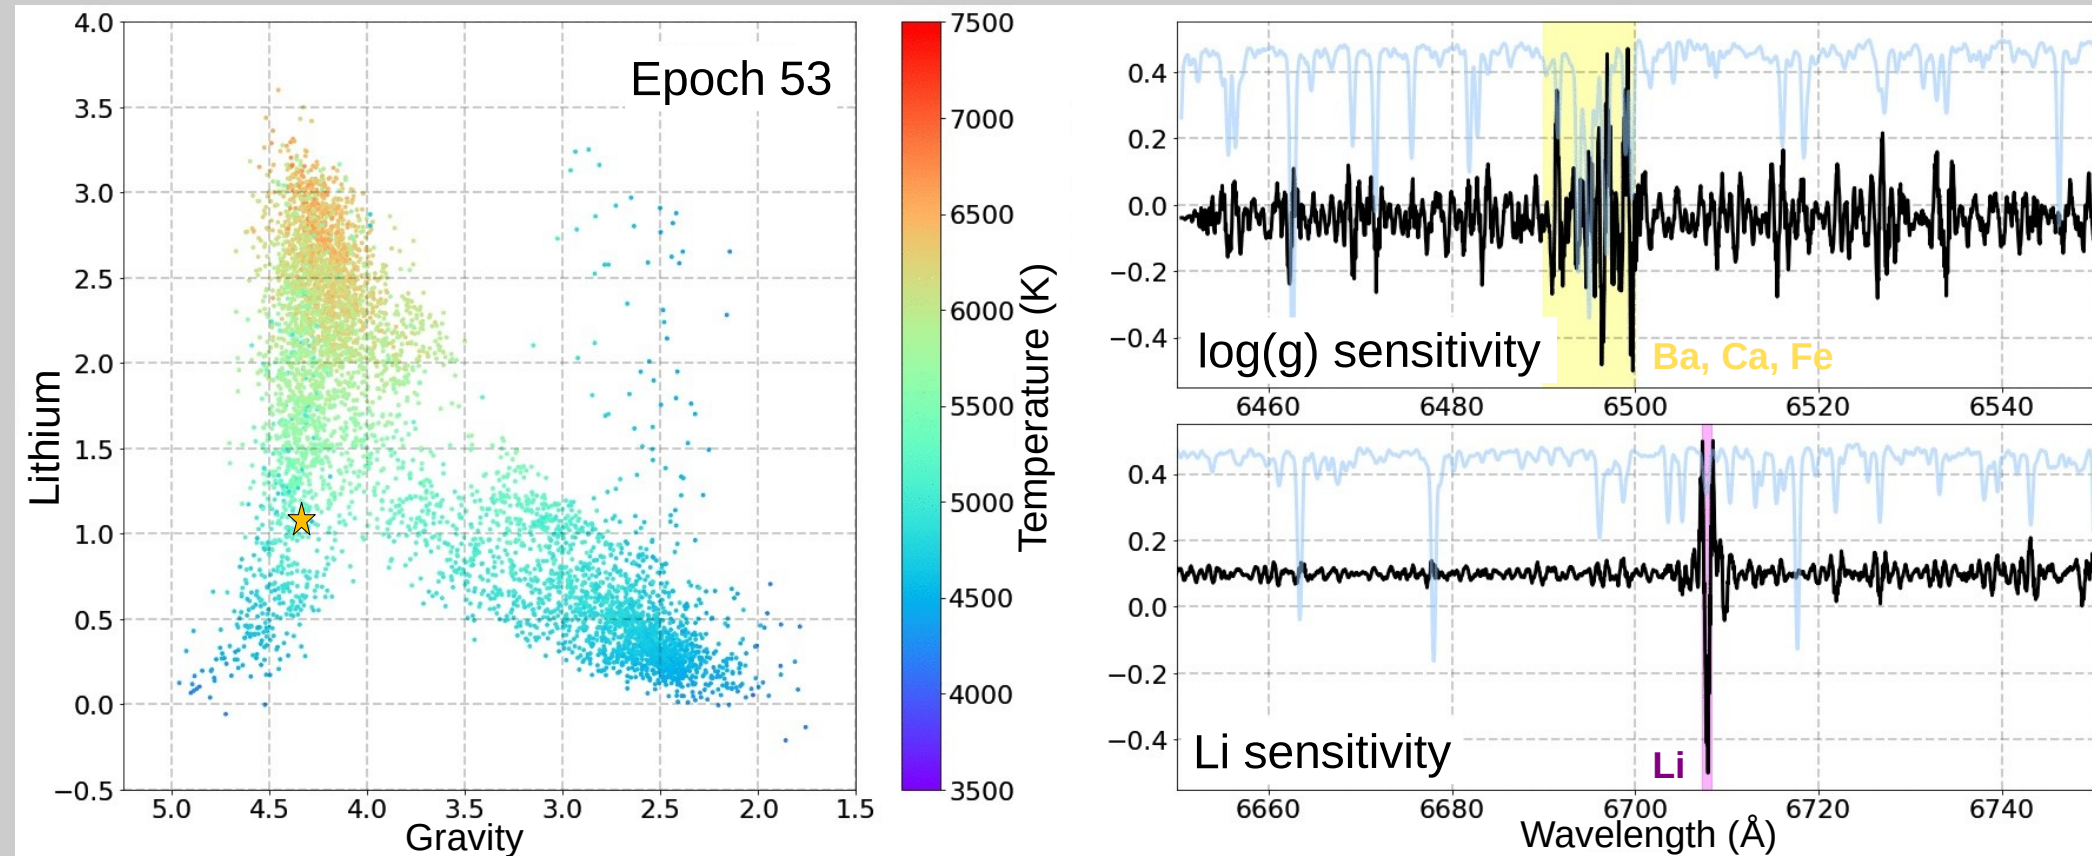 Epoch 53
4.0
3.5
3.0
2.5
2.0
1.5
1.0
0.5
0.0
−0.5
Lithium
5.0 4.5 4.0 3.5 3.0 2.5 2.0 1.5
Gravity
7500
7000
6500
6000
5500
5000
4500
4000
3500
Temperature (K)
0.4
0.2
0.0
−0.2
−0.4
log(g) sensitivity
Ba, Ca, Fe
6460 6480 6500 6520 6540
0.4
0.2
0.0
−0.2
−0.4
Li sensitivity
Li
6660 6680 6700 6720 6740
Wavelength (Å)